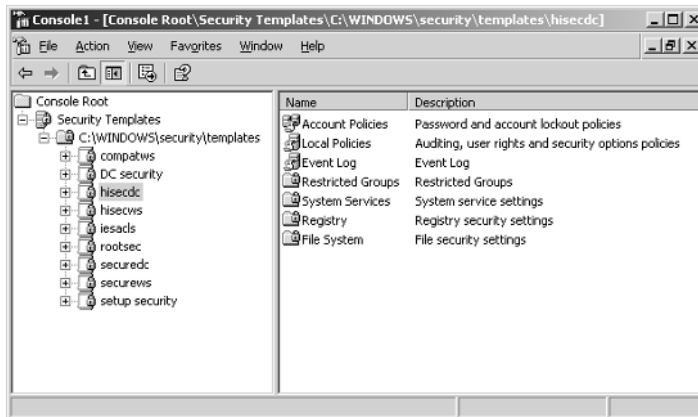 Console1 - [Console Root\Security Templates\C:\WINDOWS\security\templates\hisecdc]
File Action View Favorites Window Help
Console Root
Security Templates
C:\WINDOWS\security\templates
compatws
DC security
hisecdc
hisecws
iesacls
rootsec
securedc
securews
setup security
Name Description
Account Policies Password and account lockout policies
Local Policies Auditing, user rights and security options policies
Event Log Event Log
Restricted Groups Restricted Groups
System Services System service settings
Registry Registry security settings
File System File security settings